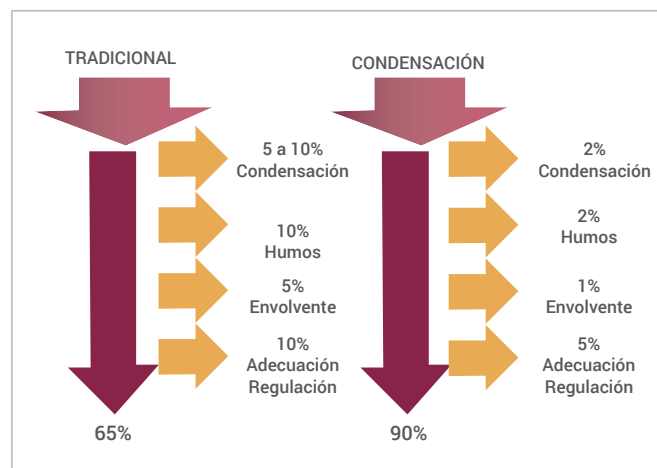 TRADICIONAL
5 a 10%
Condensación
10%
Humos
5%
Envolvente
10%
Adecuación
Regulación
65%
CONDENSACIÓN
2%
Condensación
2%
Humos
1%
Envolvente
5%
Adecuación
Regulación
90%